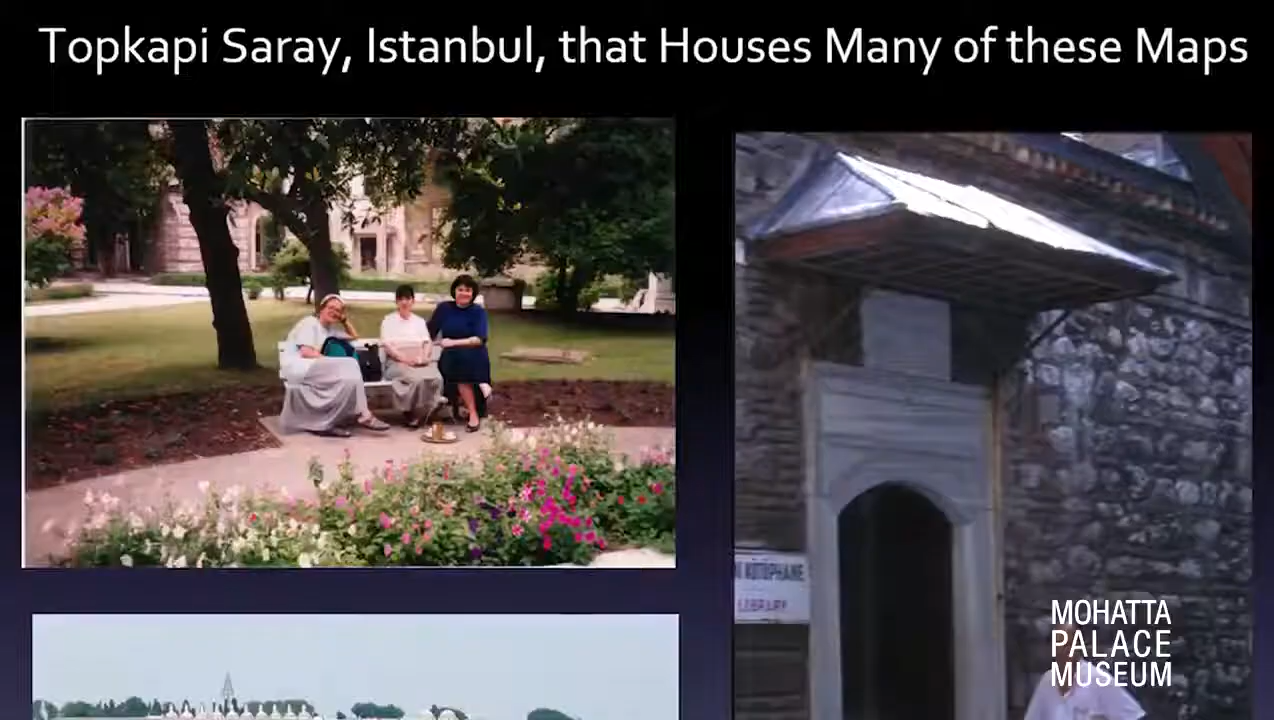 Topkapi Saray, Istanbul, that Houses Many of these Maps
KÜTÜPHANE
LIBRARY
MOHATTA
PALACE
MUSEUM